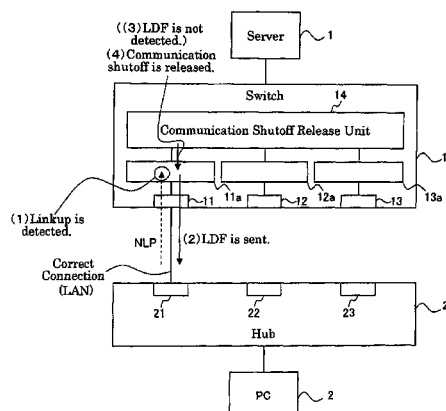 ((3) LDF is not
detected.)
(4) Communication
shutoff is released.
Server
1
Switch
14
Communication Shutoff Release Unit
1
11a
12a
13a
(1) Linkup is
detected.
11
12
13
NLP
(2) LDF is sent.
Correct
Connection
(LAN)
21
22
23
2
Hub
PC
2